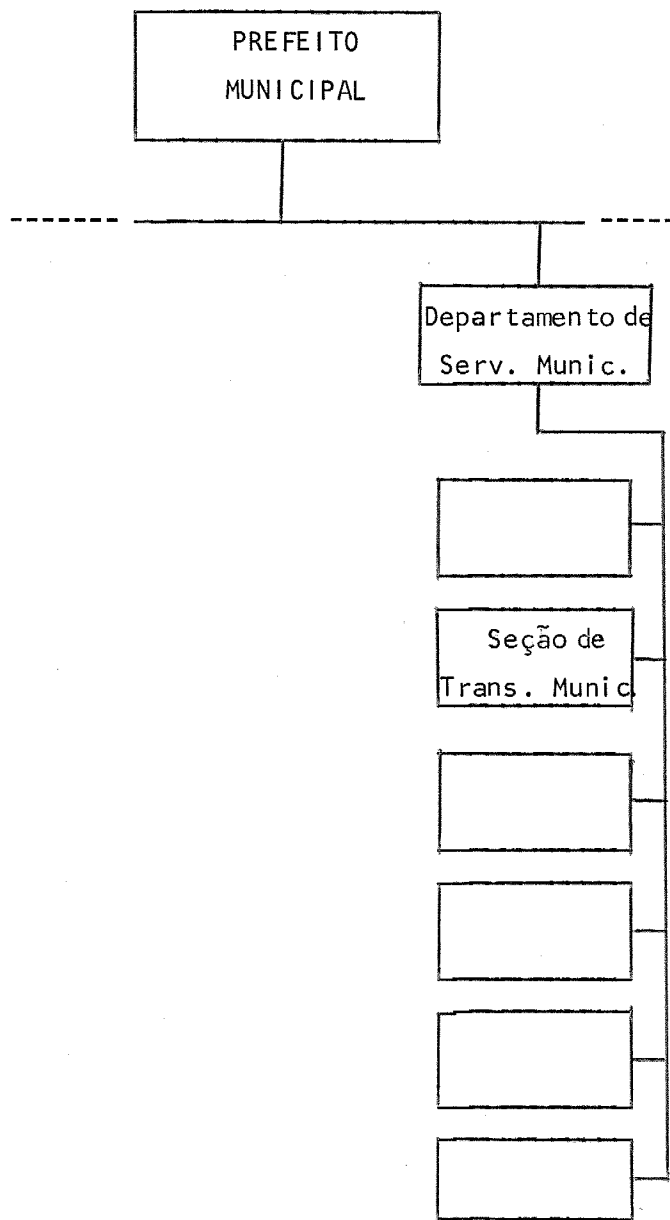 PREFEITO
MUNICIPAL
Departamento de
Serv. Munic.
Seção de
Trans. Munic.